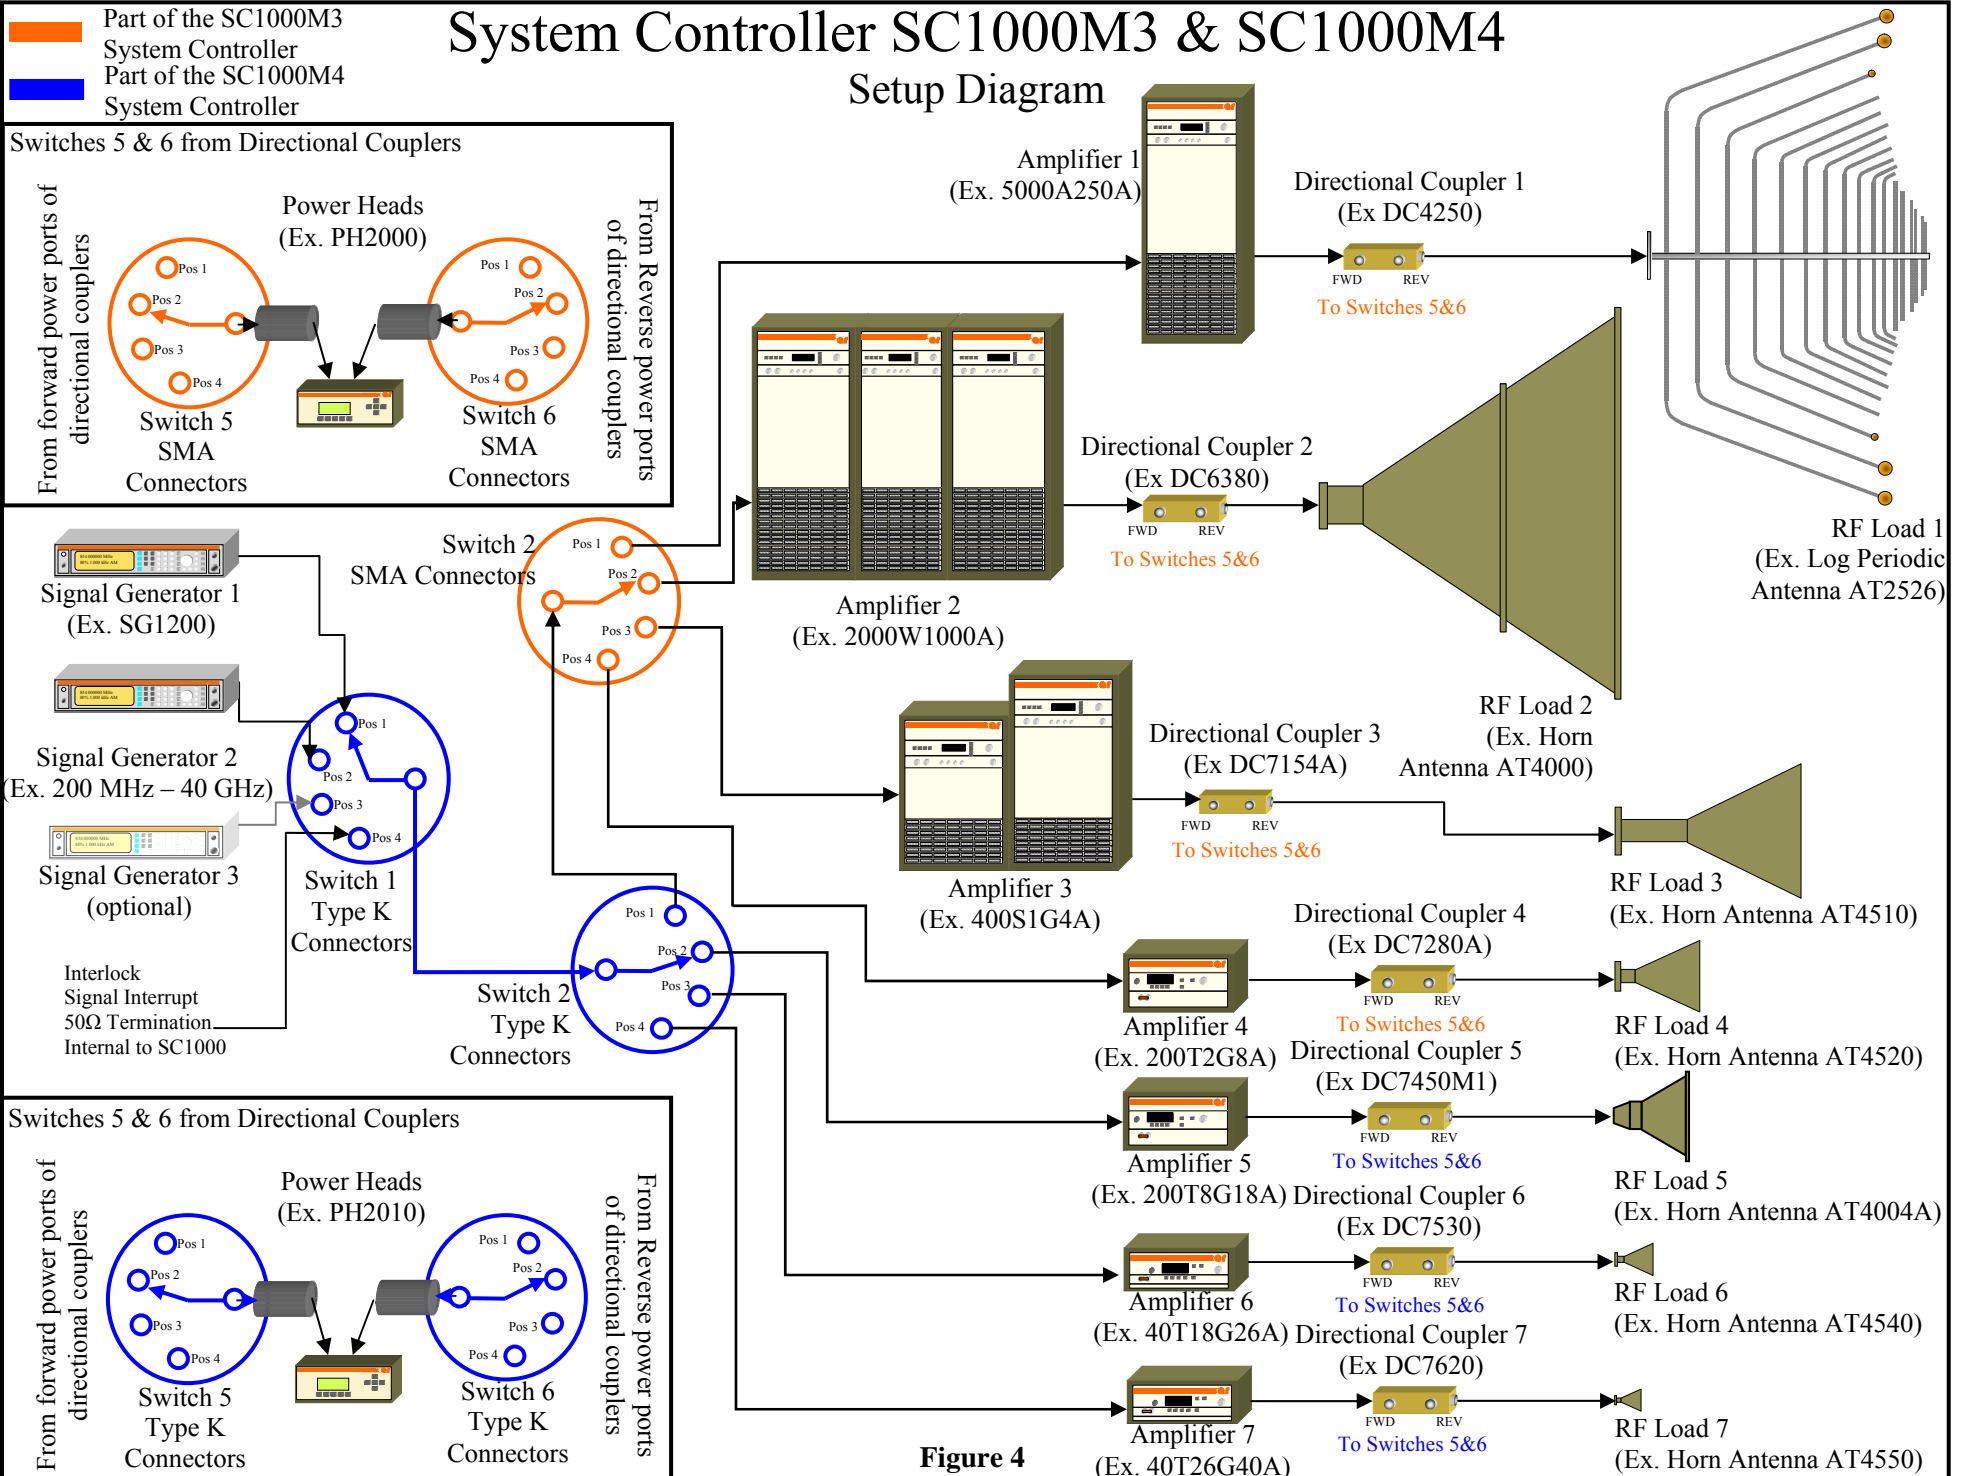 Part of the SC1000M3
System Controller
Part of the SC1000M4
System Controller
System Controller SC1000M3 & SC1000M4
Setup Diagram
Switches 5 & 6 from Directional Couplers
From forward power ports of
directional couplers
Power Heads
(Ex. PH2000)
From Reverse power ports
of directional couplers
Pos 1
Pos 2
Pos 3
Pos 4
Pos 1
Pos 2
Pos 3
Pos 4
Switch 5
SMA
Connectors
Switch 6
SMA
Connectors
Amplifier 1
(Ex. 5000A250A)
Directional Coupler 1
(Ex DC4250)
FWD REV
To Switches 5&6
RF Load 1
(Ex. Log Periodic
Antenna AT2526)
Directional Coupler 2
(Ex DC6380)
FWD REV
To Switches 5&6
Amplifier 2
(Ex. 2000W1000A)
RF Load 2
(Ex. Horn
Antenna AT4000)
Switch 2
SMA Connectors
Pos 1
Pos 2
Pos 3
Pos 4
Signal Generator 1
(Ex. SG1200)
Signal Generator 2
(Ex. 200 MHz – 40 GHz)
Signal Generator 3
(optional)
Pos 1
Pos 2
Pos 3
Pos 4
Switch 1
Type K
Connectors
Interlock
Signal Interrupt
50Ω Termination
Internal to SC1000
Pos 1
Pos 2
Pos 3
Pos 4
Switch 2
Type K
Connectors
Directional Coupler 3
(Ex DC7154A)
FWD REV
To Switches 5&6
Amplifier 3
(Ex. 400S1G4A)
RF Load 3
(Ex. Horn Antenna AT4510)
Directional Coupler 4
(Ex DC7280A)
FWD REV
To Switches 5&6
Amplifier 4
(Ex. 200T2G8A)
RF Load 4
(Ex. Horn Antenna AT4520)
Directional Coupler 5
(Ex DC7450M1)
FWD REV
To Switches 5&6
Amplifier 5
(Ex. 200T8G18A)
RF Load 5
(Ex. Horn Antenna AT4004A)
Directional Coupler 6
(Ex DC7530)
FWD REV
To Switches 5&6
Amplifier 6
(Ex. 40T18G26A)
RF Load 6
(Ex. Horn Antenna AT4540)
Directional Coupler 7
(Ex DC7620)
FWD REV
To Switches 5&6
Amplifier 7
(Ex. 40T26G40A)
RF Load 7
(Ex. Horn Antenna AT4550)
Switches 5 & 6 from Directional Couplers
From forward power ports of
directional couplers
Power Heads
(Ex. PH2010)
From Reverse power ports
of directional couplers
Pos 1
Pos 2
Pos 3
Pos 4
Pos 1
Pos 2
Pos 3
Pos 4
Switch 5
Type K
Connectors
Switch 6
Type K
Connectors
Figure 4